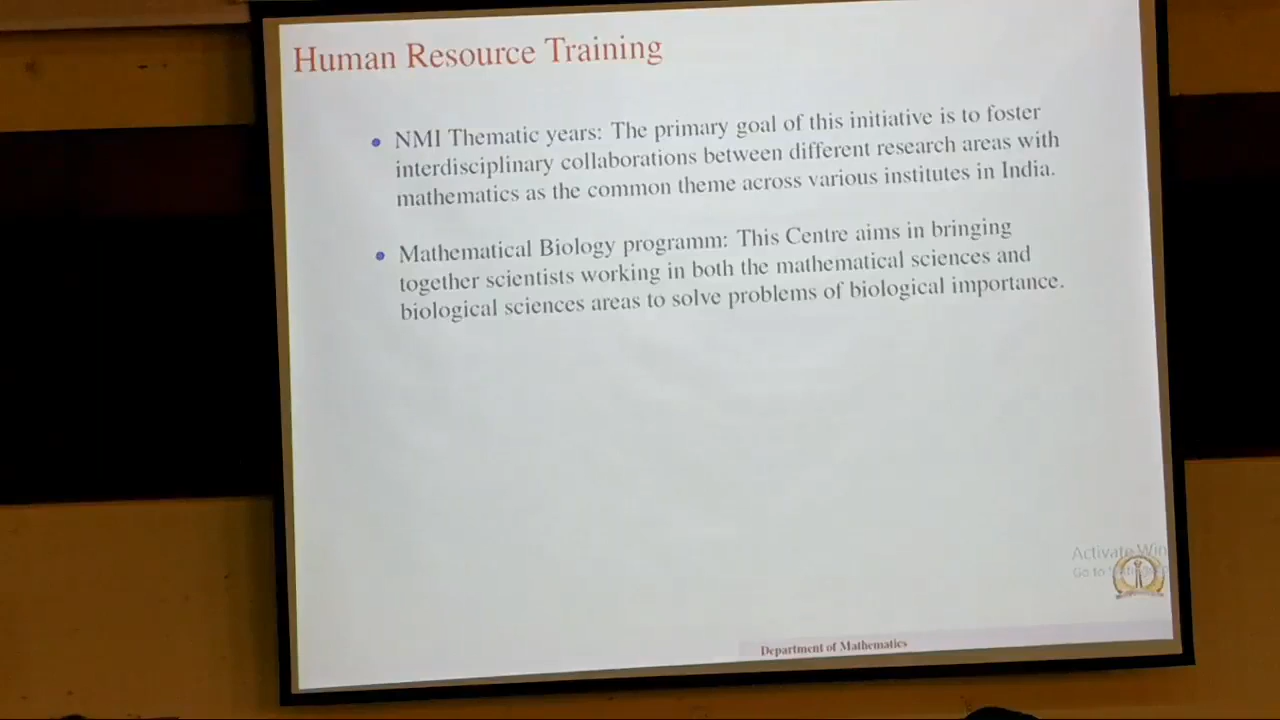 Human Resource Training
NMI Thematic years: The primary goal of this initiative is to foster
interdisciplinary collaborations between different research areas with
mathematics as the common theme across various institutes in India.
Mathematical Biology programm: This Centre aims in bringing
together scientists working in both the mathematical sciences and
biological sciences areas to solve problems of biological importance.
Activate Win
Go to
Department of Mathematics